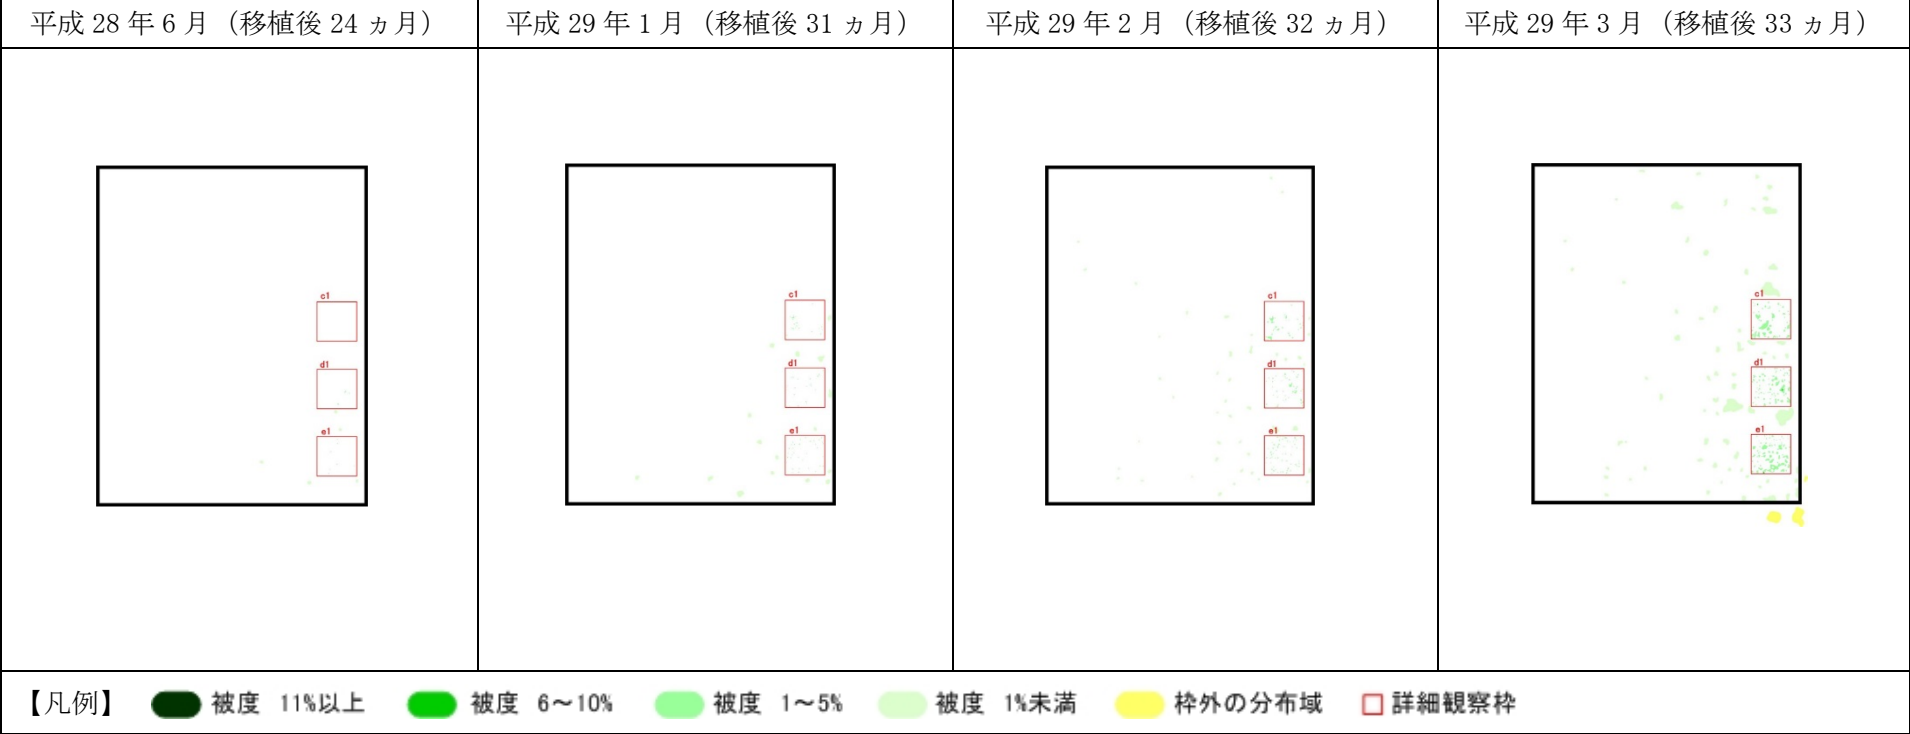 平成 28 年 6 月（移植後 24 ヵ月）
平成 29 年 1 月（移植後 31 ヵ月）
平成 29 年 2 月（移植後 32 ヵ月）
平成 29 年 3 月（移植後 33 ヵ月）
c1
d1
e1
c1
d1
e1
c1
d1
e1
c1
d1
e1
【凡例】 被度 11%以上 被度 6～10% 被度 1～5% 被度 1%未満 枠外の分布域 詳細観察枠